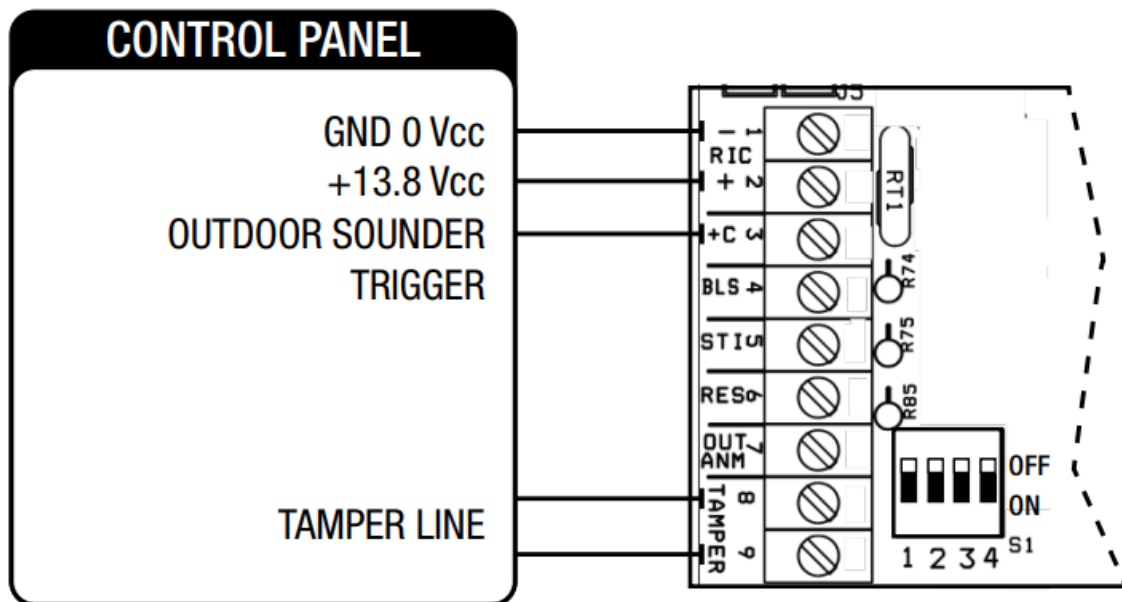 CONTROL PANEL
GND 0 Vcc
+13.8 Vcc
OUTDOOR SOUNDER
TRIGGER
TAMPER LINE
J5
- 1
RIC
+ 2
+C 3
BLS 4
STI 5
RES 6
OUT 7
ANM
TAMPER
8
9
RT1
R74
R75
R85
OFF
ON
S1
1 2 3 4